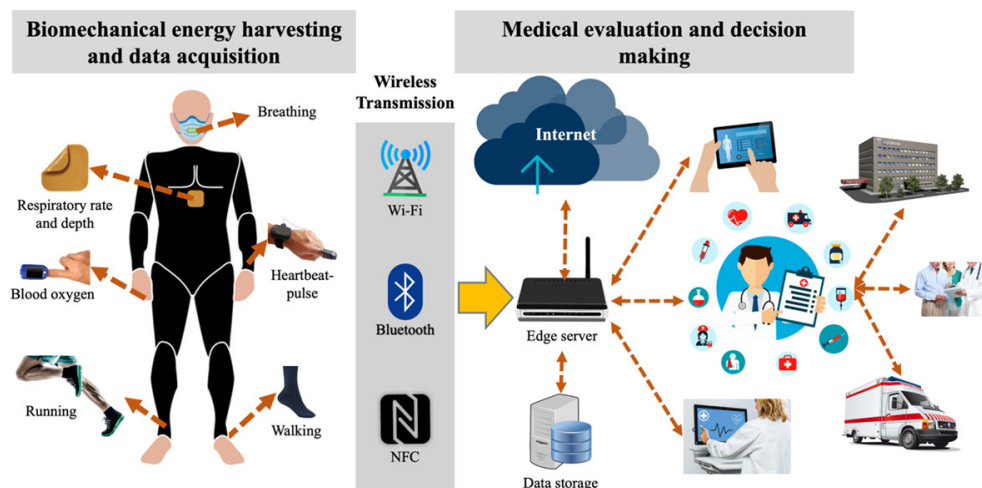 Biomechanical energy harvesting
and data acquisition
Medical evaluation and decision
making
Wireless
Transmission
Breathing
Respiratory rate
and depth
Blood oxygen
Heartbeat-
pulse
Running
Walking
Wi-Fi
Bluetooth
NFC
Internet
Edge server
Data storage